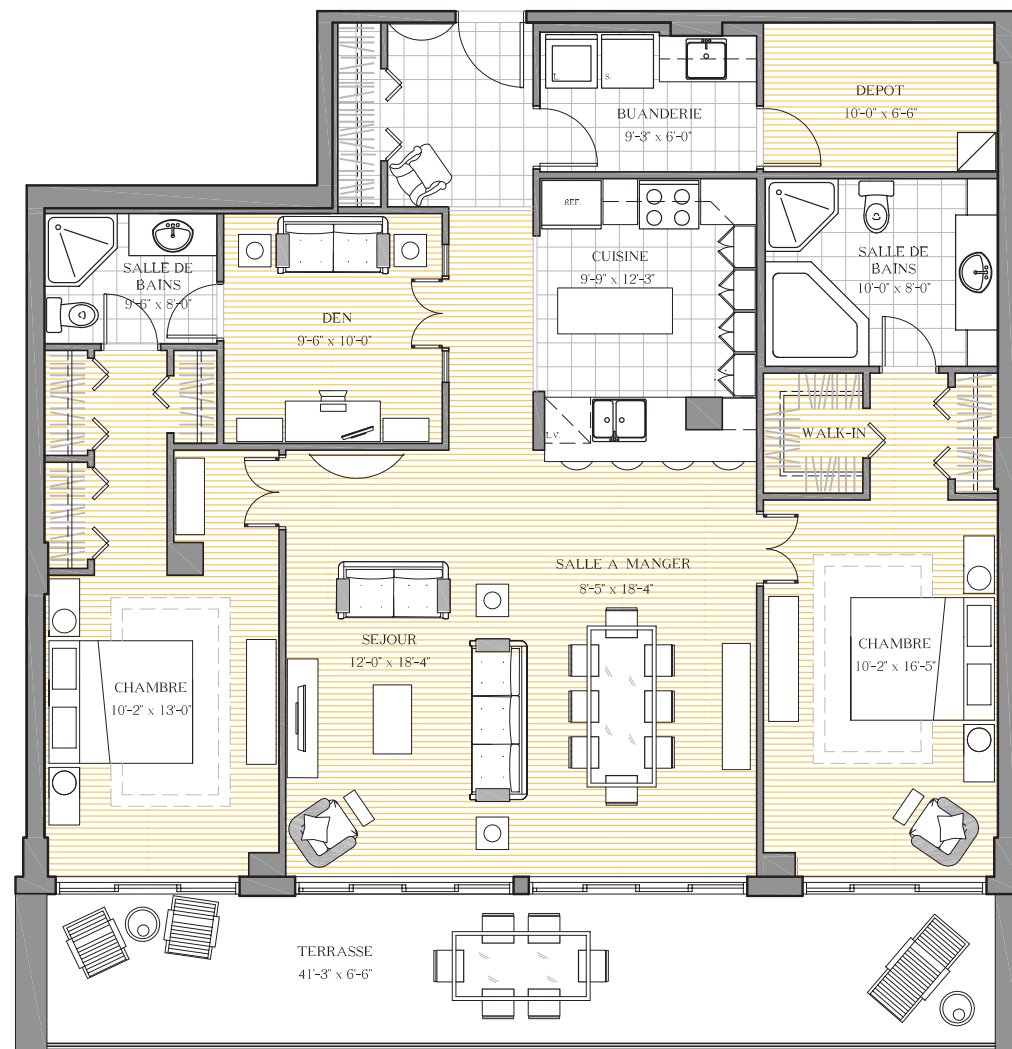 L.
S.
BUANDERIE
9'-3" x 6'-0"
DEPOT
10'-0" x 6'-6"
REF.
CUISINE
9'-9" x 12'-3"
SALLE DE
BAINS
9'-6" x 8'-0"
SALLE DE
BAINS
10'-0" x 8'-0"
DEN
9'-6" x 10'-0"
L.V.
WALK-IN
SALLE A MANGER
8'-5" x 18'-4"
SEJOUR
12'-0" x 18'-4"
CHAMBRE
10'-2" x 16'-5"
CHAMBRE
10'-2" x 13'-0"
TERRASSE
41'-3" x 6'-6"